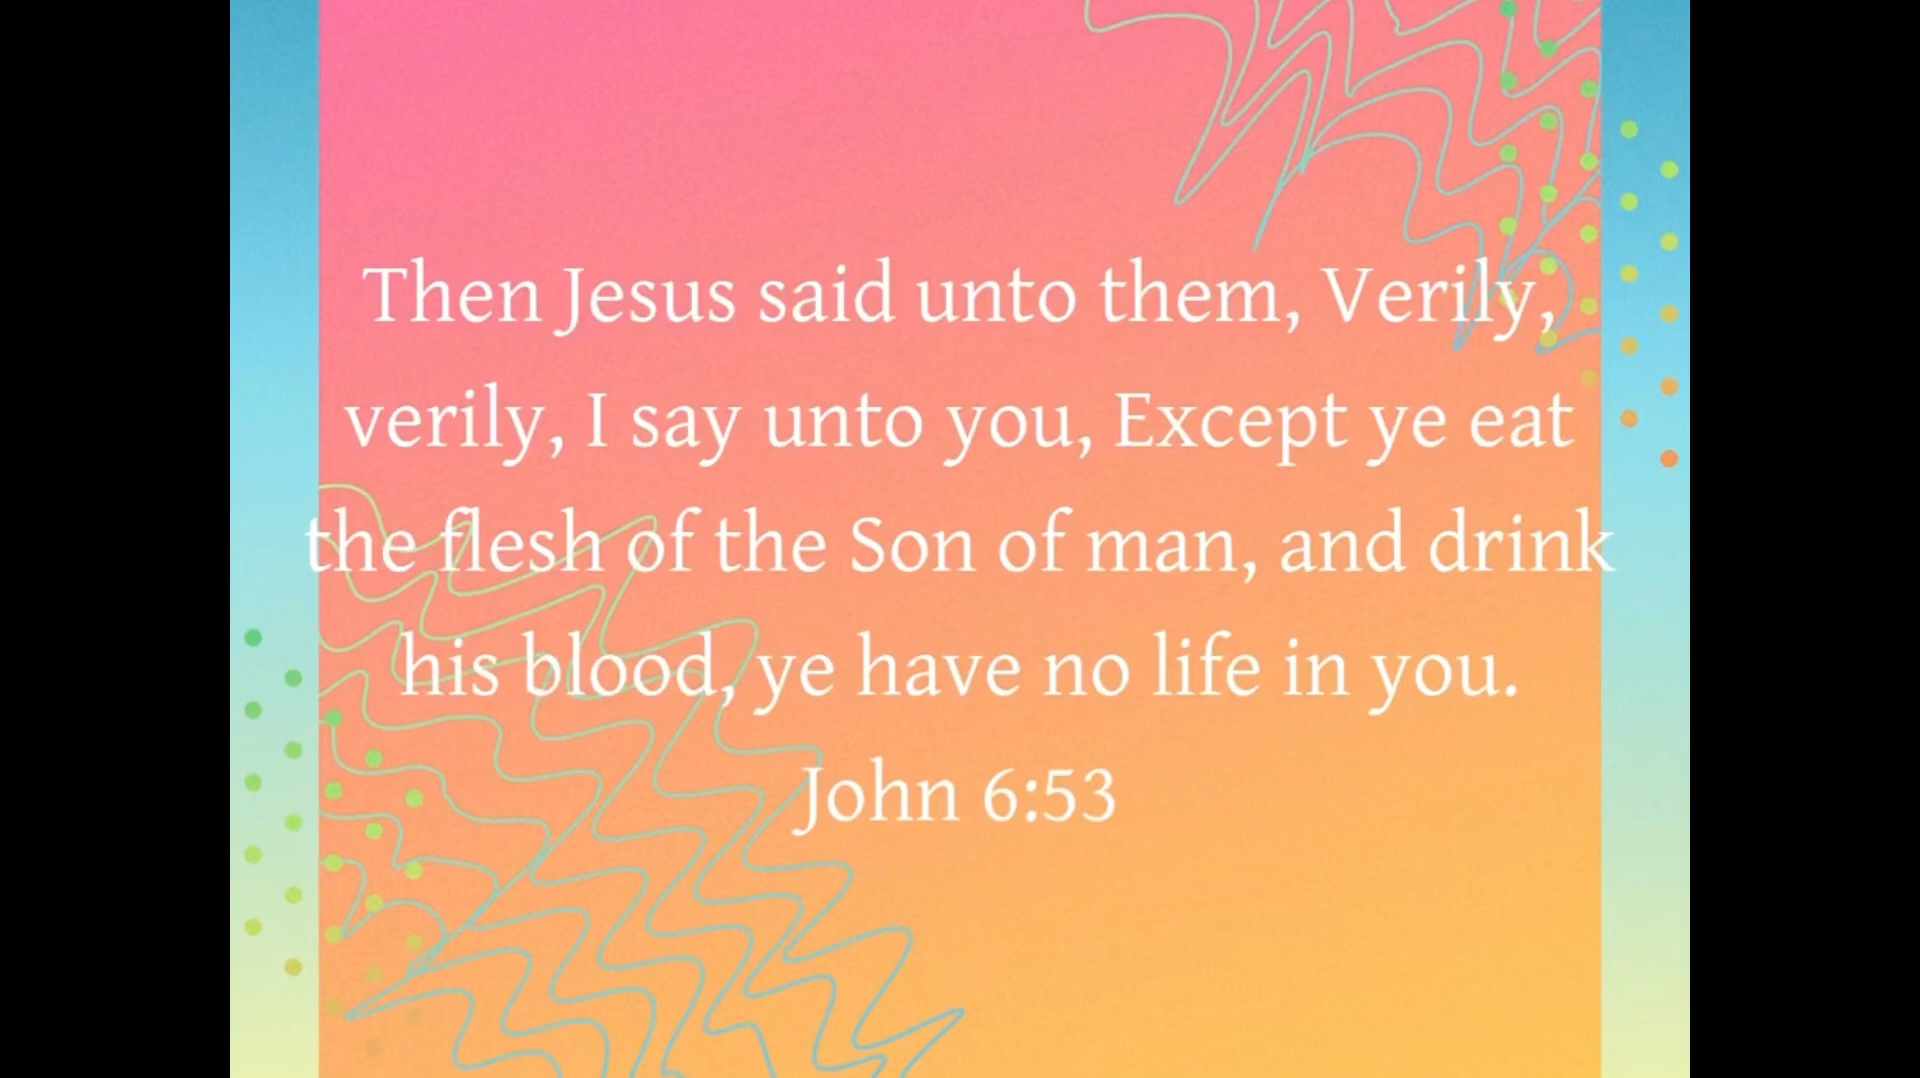 Then Jesus said unto them, Verily,
verily, I say unto you, Except ye eat
the flesh of the Son of man, and drink
his blood, ye have no life in you.
John 6:53